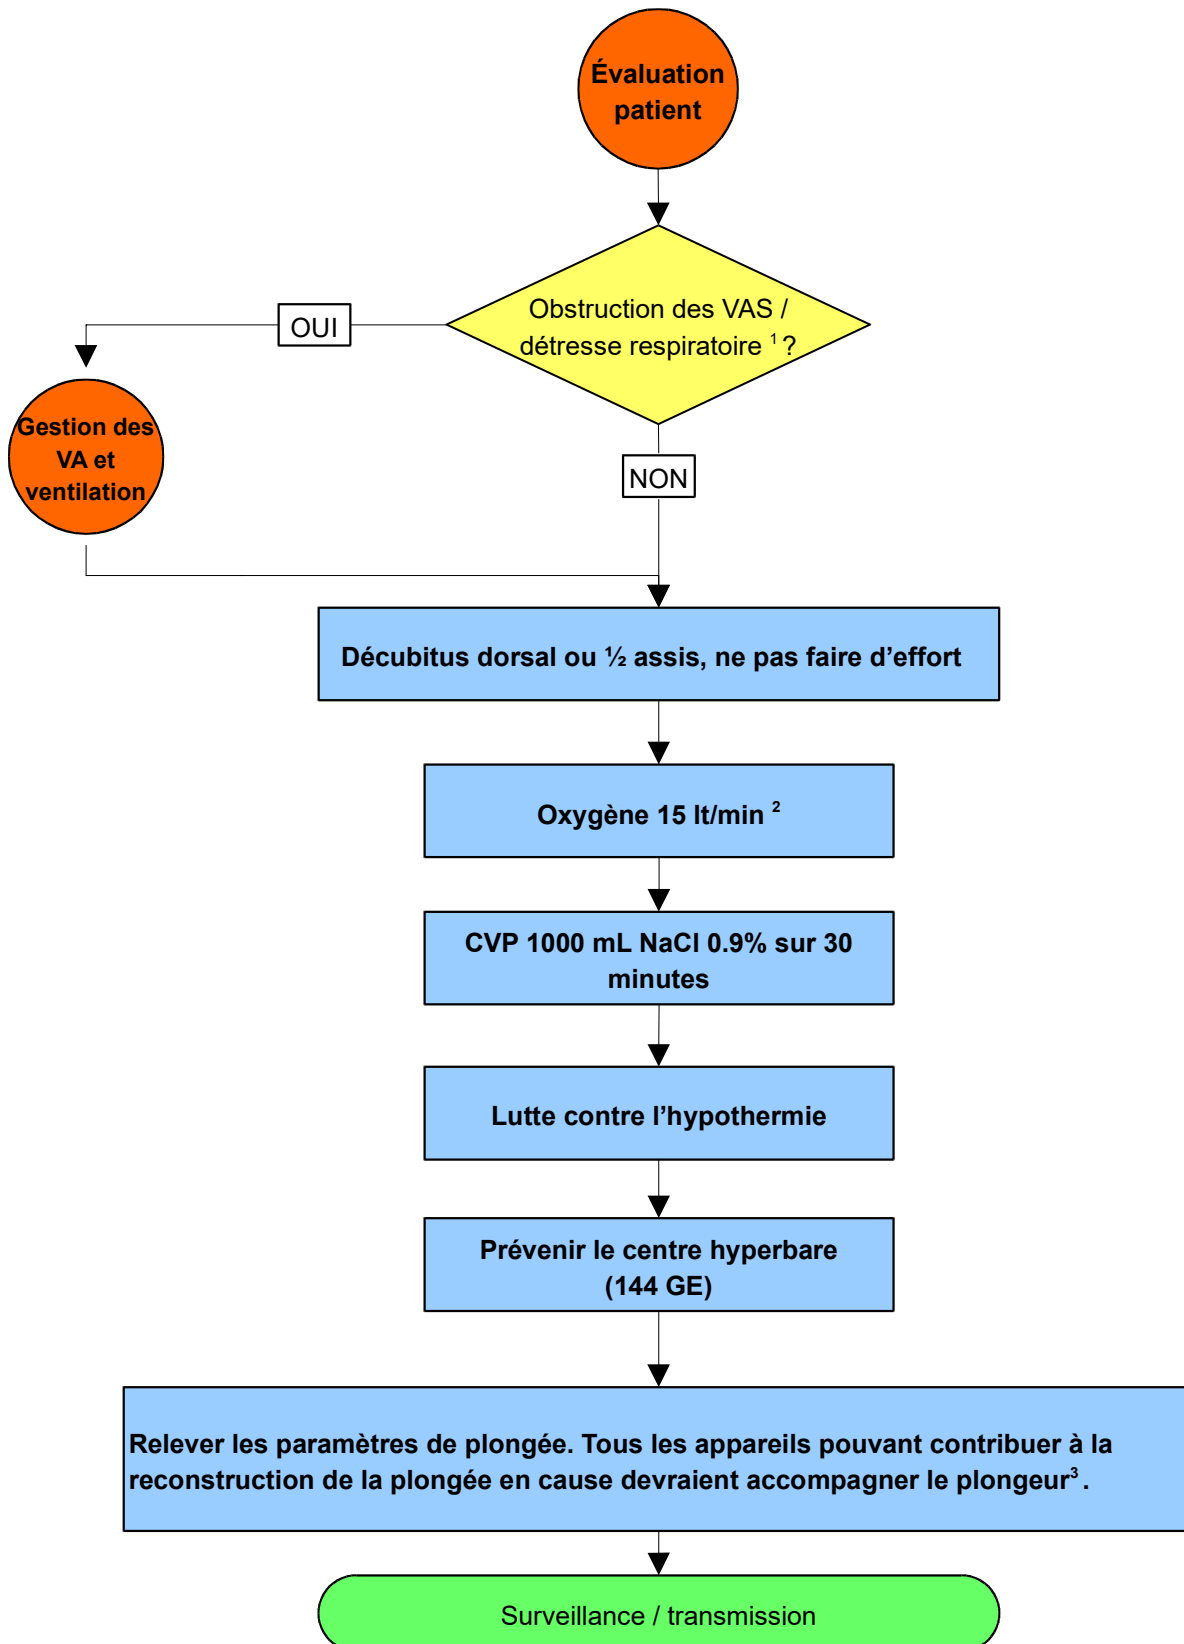 Évaluation
patient
Obstruction des VAS /
détresse respiratoire ¹ ?
OUI
Gestion des
VA et
ventilation
NON
Décubitus dorsal ou ½ assis, ne pas faire d’effort
Oxygène 15 lt/min ²
CVP 1000 mL NaCl 0.9% sur 30
minutes
Lutte contre l’hypothermie
Prévenir le centre hyperbare
(144 GE)
Relever les paramètres de plongée. Tous les appareils pouvant contribuer à la
reconstruction de la plongée en cause devraient accompagner le plongeur³ .
Surveillance / transmission